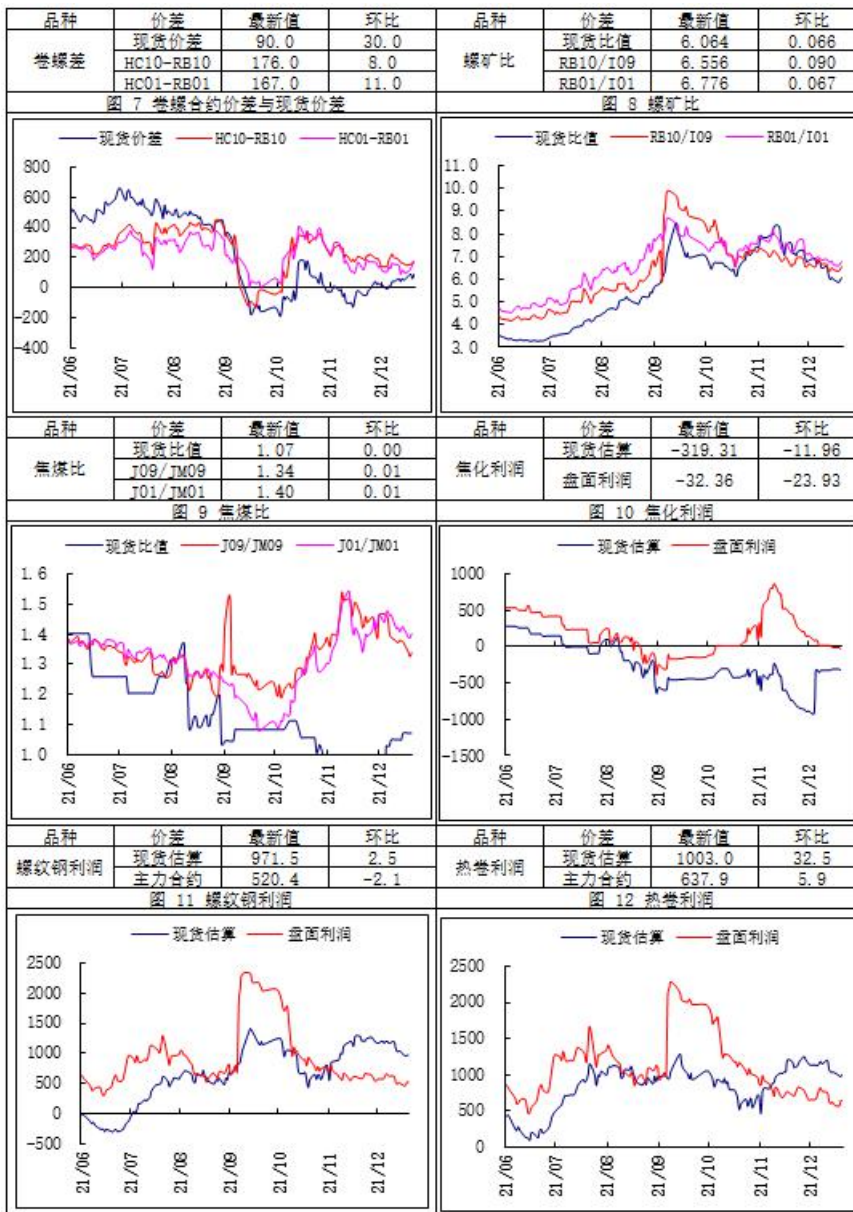 品种 价差 最新值 环比 品种 价差 最新值 环比
卷螺差 现货价差 90.0 30.0 螺矿比 现货比值 6.064 0.066
HC10-RB10 176.0 8.0 RB10/I09 6.556 0.090
HC01-RB01 167.0 11.0 RB01/I01 6.776 0.067
图 7 卷螺合约价差与现货价差 图 8 螺矿比
现货价差 HC10-RB10 HC01-RB01
800
600
400
200
0
-200
-400
21/06 21/07 21/08 21/09 21/10 21/11 21/12
现货比值 RB10/I09 RB01/I01
11.0
10.0
9.0
8.0
7.0
6.0
5.0
4.0
3.0
21/06 21/07 21/08 21/09 21/10 21/11 21/12
品种 价差 最新值 环比 品种 价差 最新值 环比
焦煤比 现货比值 1.07 0.00 焦化利润 现货估算 -319.31 -11.96
J09/JM09 1.34 0.01 盘面利润 -32.36 -23.93
J01/JM01 1.40 0.01
图 9 焦煤比 图 10 焦化利润
现货比值 J09/JM09 J01/JM01
1.6
1.5
1.4
1.3
1.2
1.1
1.0
21/06 21/07 21/08 21/09 21/10 21/11 21/12
现货估算 盘面利润
1000
500
0
-500
-1000
-1500
21/06 21/07 21/08 21/09 21/10 21/11 21/12
品种 价差 最新值 环比 品种 价差 最新值 环比
螺纹钢利润 现货估算 971.5 2.5 热卷利润 现货估算 1003.0 32.5
主力合约 520.4 -2.1 主力合约 637.9 5.9
图 11 螺纹钢利润 图 12 热卷利润
现货估算 盘面利润
2500
2000
1500
1000
500
0
-500
21/06 21/07 21/08 21/09 21/10 21/11 21/12
现货估算 盘面利润
2500
2000
1500
1000
500
0
21/06 21/07 21/08 21/09 21/10 21/11 21/12